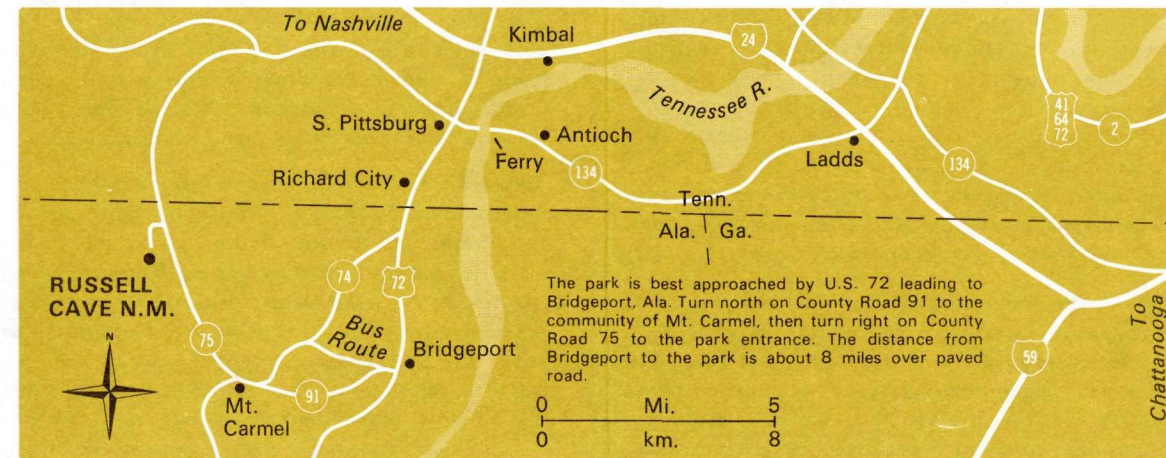 To Nashville
Kimbal
24
Tennessee R.
41
64
72
2
S. Pittsburg
Antioch
Ferry
134
Ladds
134
Richard City
Tenn.
Ala. Ga.
RUSSELL
CAVE N.M.
74
72
The park is best approached by U.S. 72 leading to
Bridgeport, Ala. Turn north on County Road 91 to the
community of Mt. Carmel, then turn right on County
Road 75 to the park entrance. The distance from
Bridgeport to the park is about 8 miles over paved
road.
To
Chattanooga
N
75
Bus
Route
Bridgeport
59
91
Mt.
Carmel
0 Mi. 5
0 km. 8